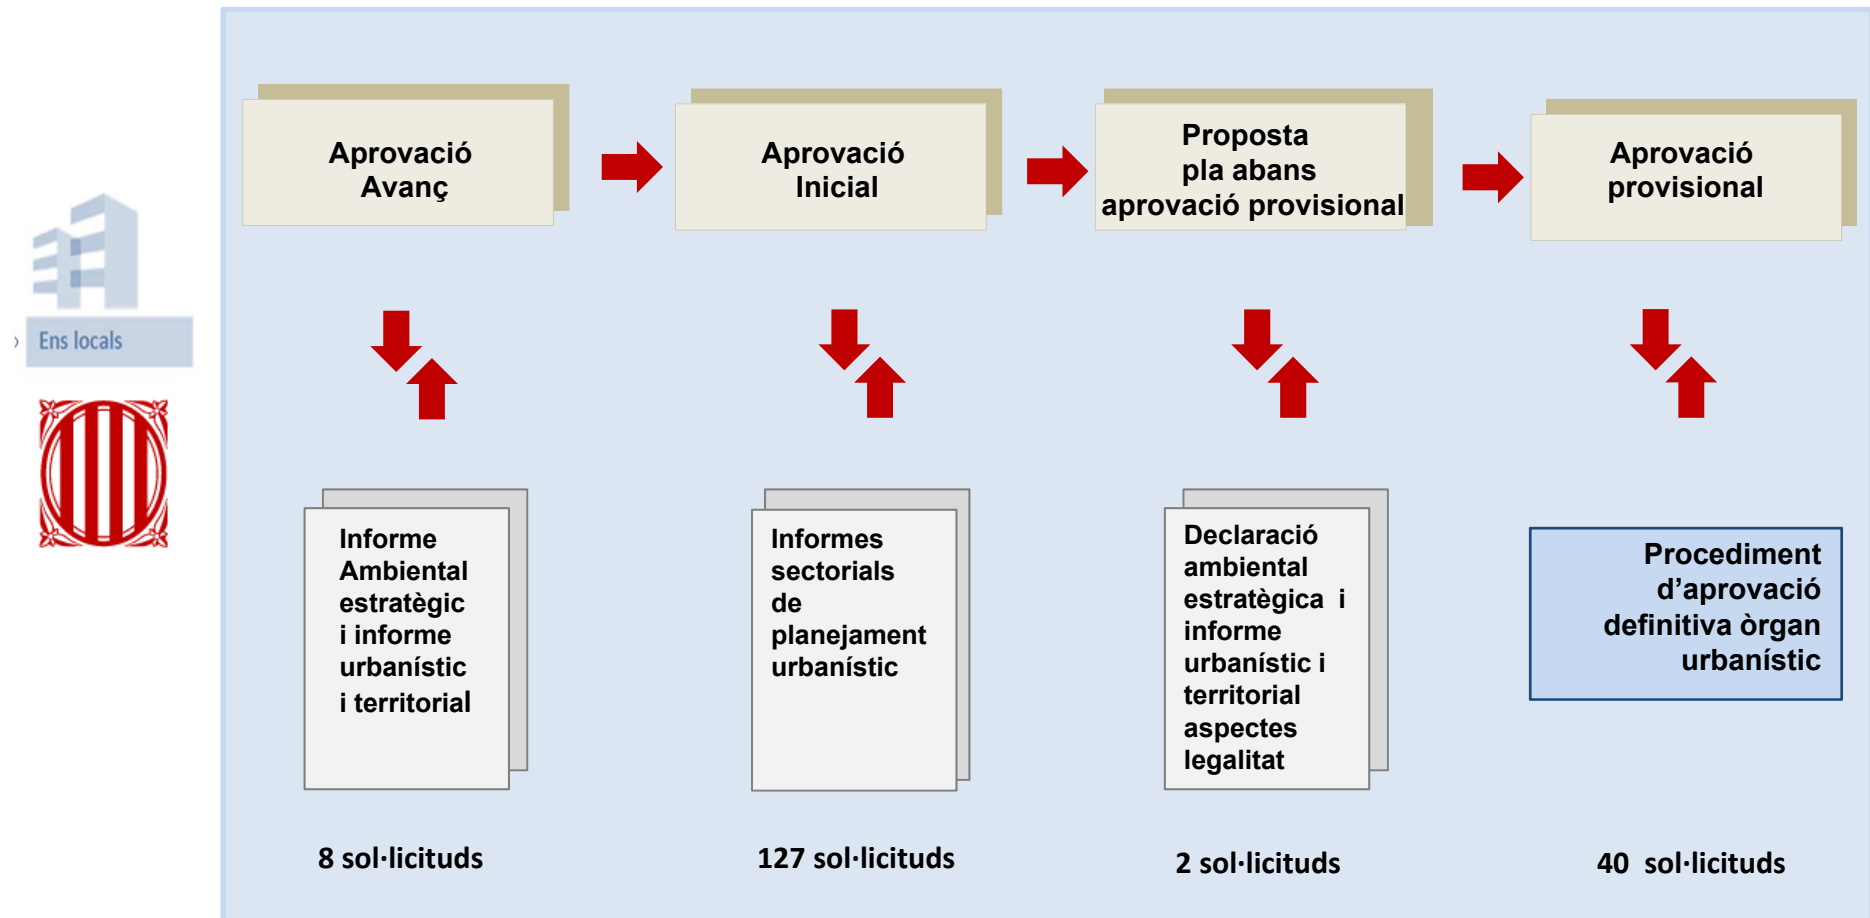 Aprovació
Avanç
Aprovació
Inicial
Proposta
pla abans
aprovació provisional
Aprovació
provisional
Ens locals
Informe
Ambiental
estratègic
i informe
urbanístic
i territorial
Informes
sectorials
de
planejament
urbanístic
Declaració
ambiental
estratègica i
informe
urbanístic i
territorial
aspectes
legalitat
Procediment
d’aprovació
definitiva òrgan
urbanístic
8 sol·licituds
127 sol·licituds
2 sol·licituds
40 sol·licituds